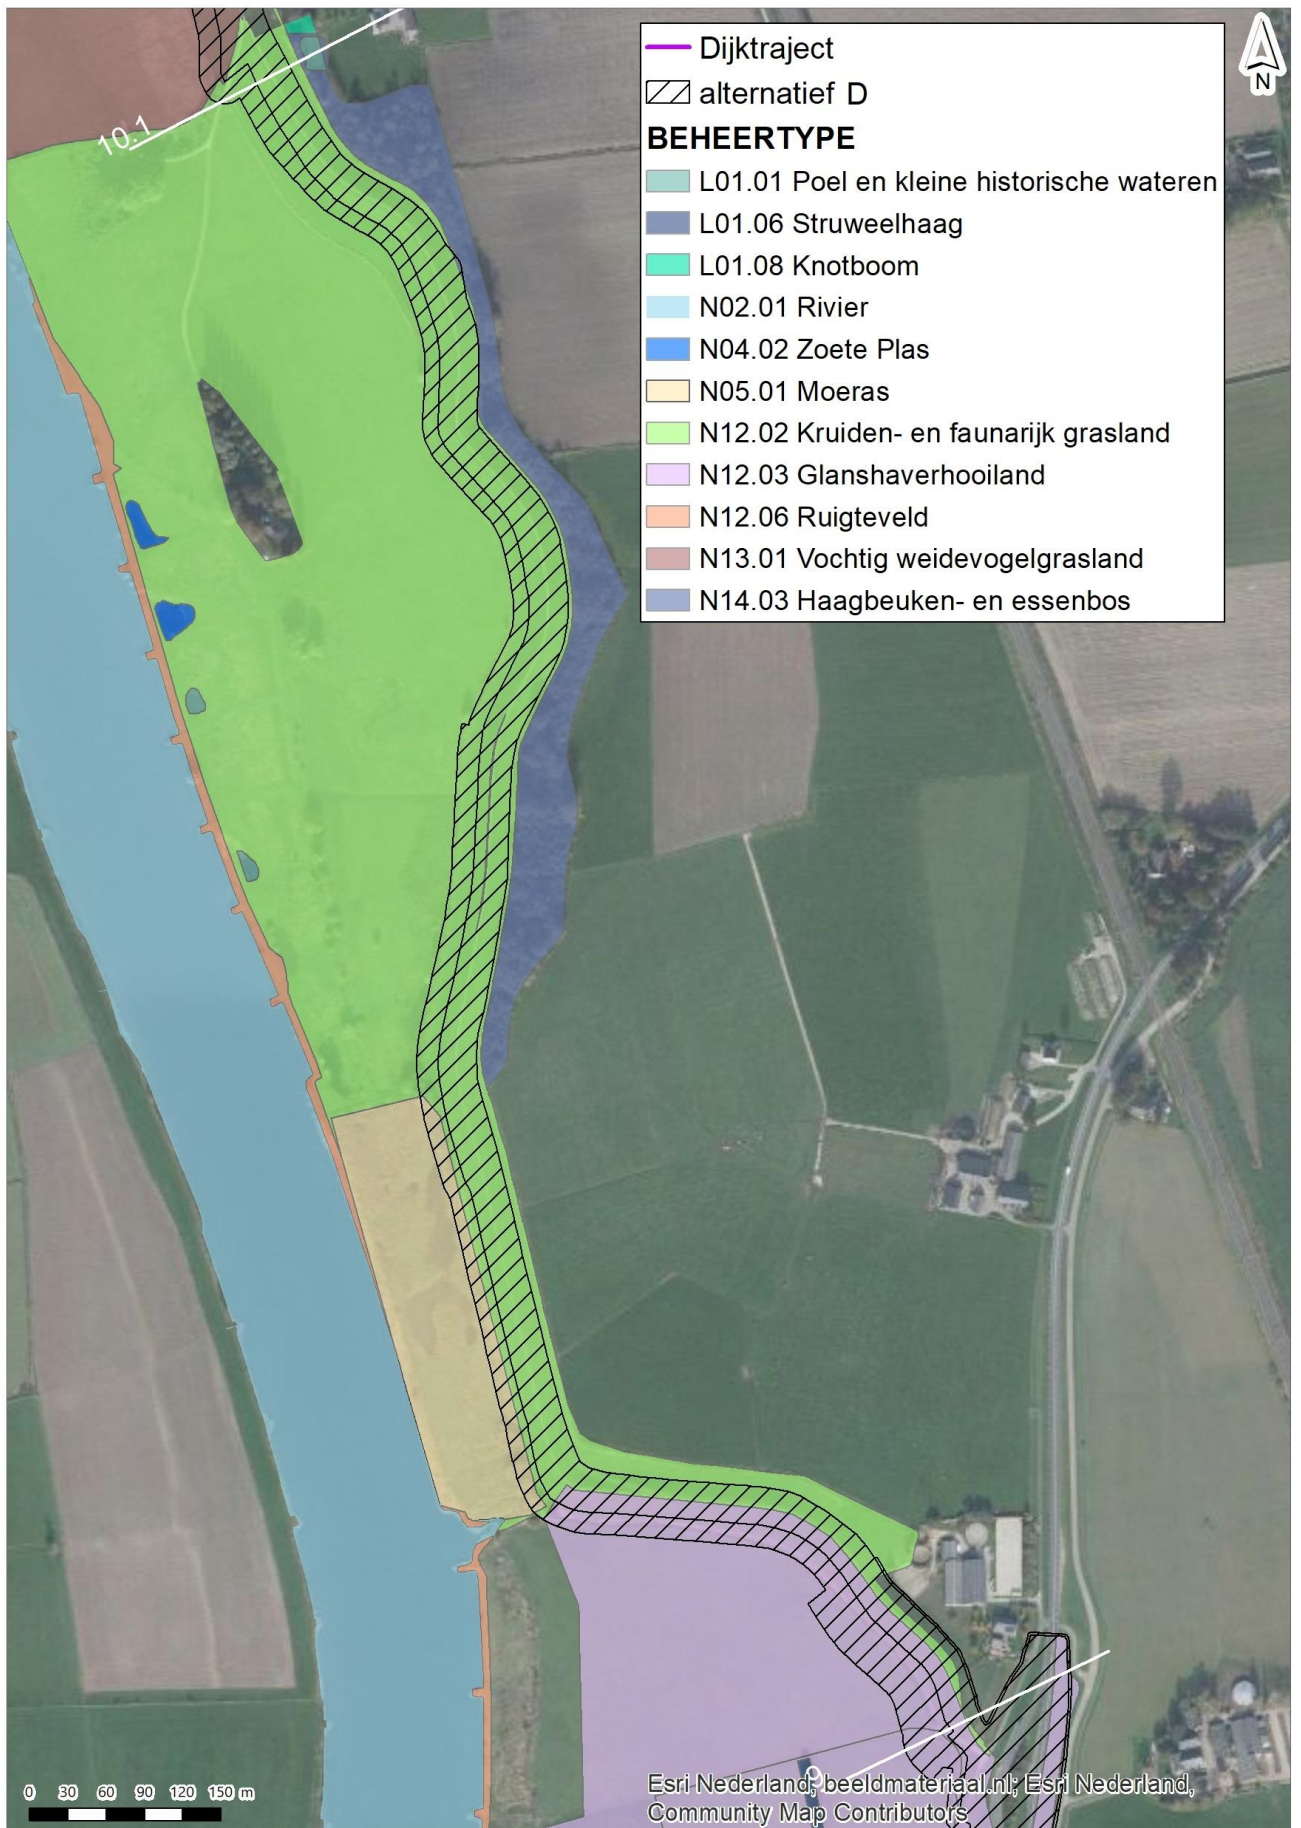 Dijktraject
alternatief D
BEHEERTYPE
L01.01 Poel en kleine historische wateren
L01.06 Struweelhaag
L01.08 Knotboom
N02.01 Rivier
N04.02 Zoete Plas
N05.01 Moeras
N12.02 Kruiden- en faunarijk grasland
N12.03 Glanshaverhooiland
N12.06 Ruigteveld
N13.01 Vochtig weidevogelgrasland
N14.03 Haagbeuken- en essenbos
N
10.1
9
0 30 60 90 120 150 m
Esri Nederland, beeldmateriaal.nl; Esri Nederland,
Community Map Contributors